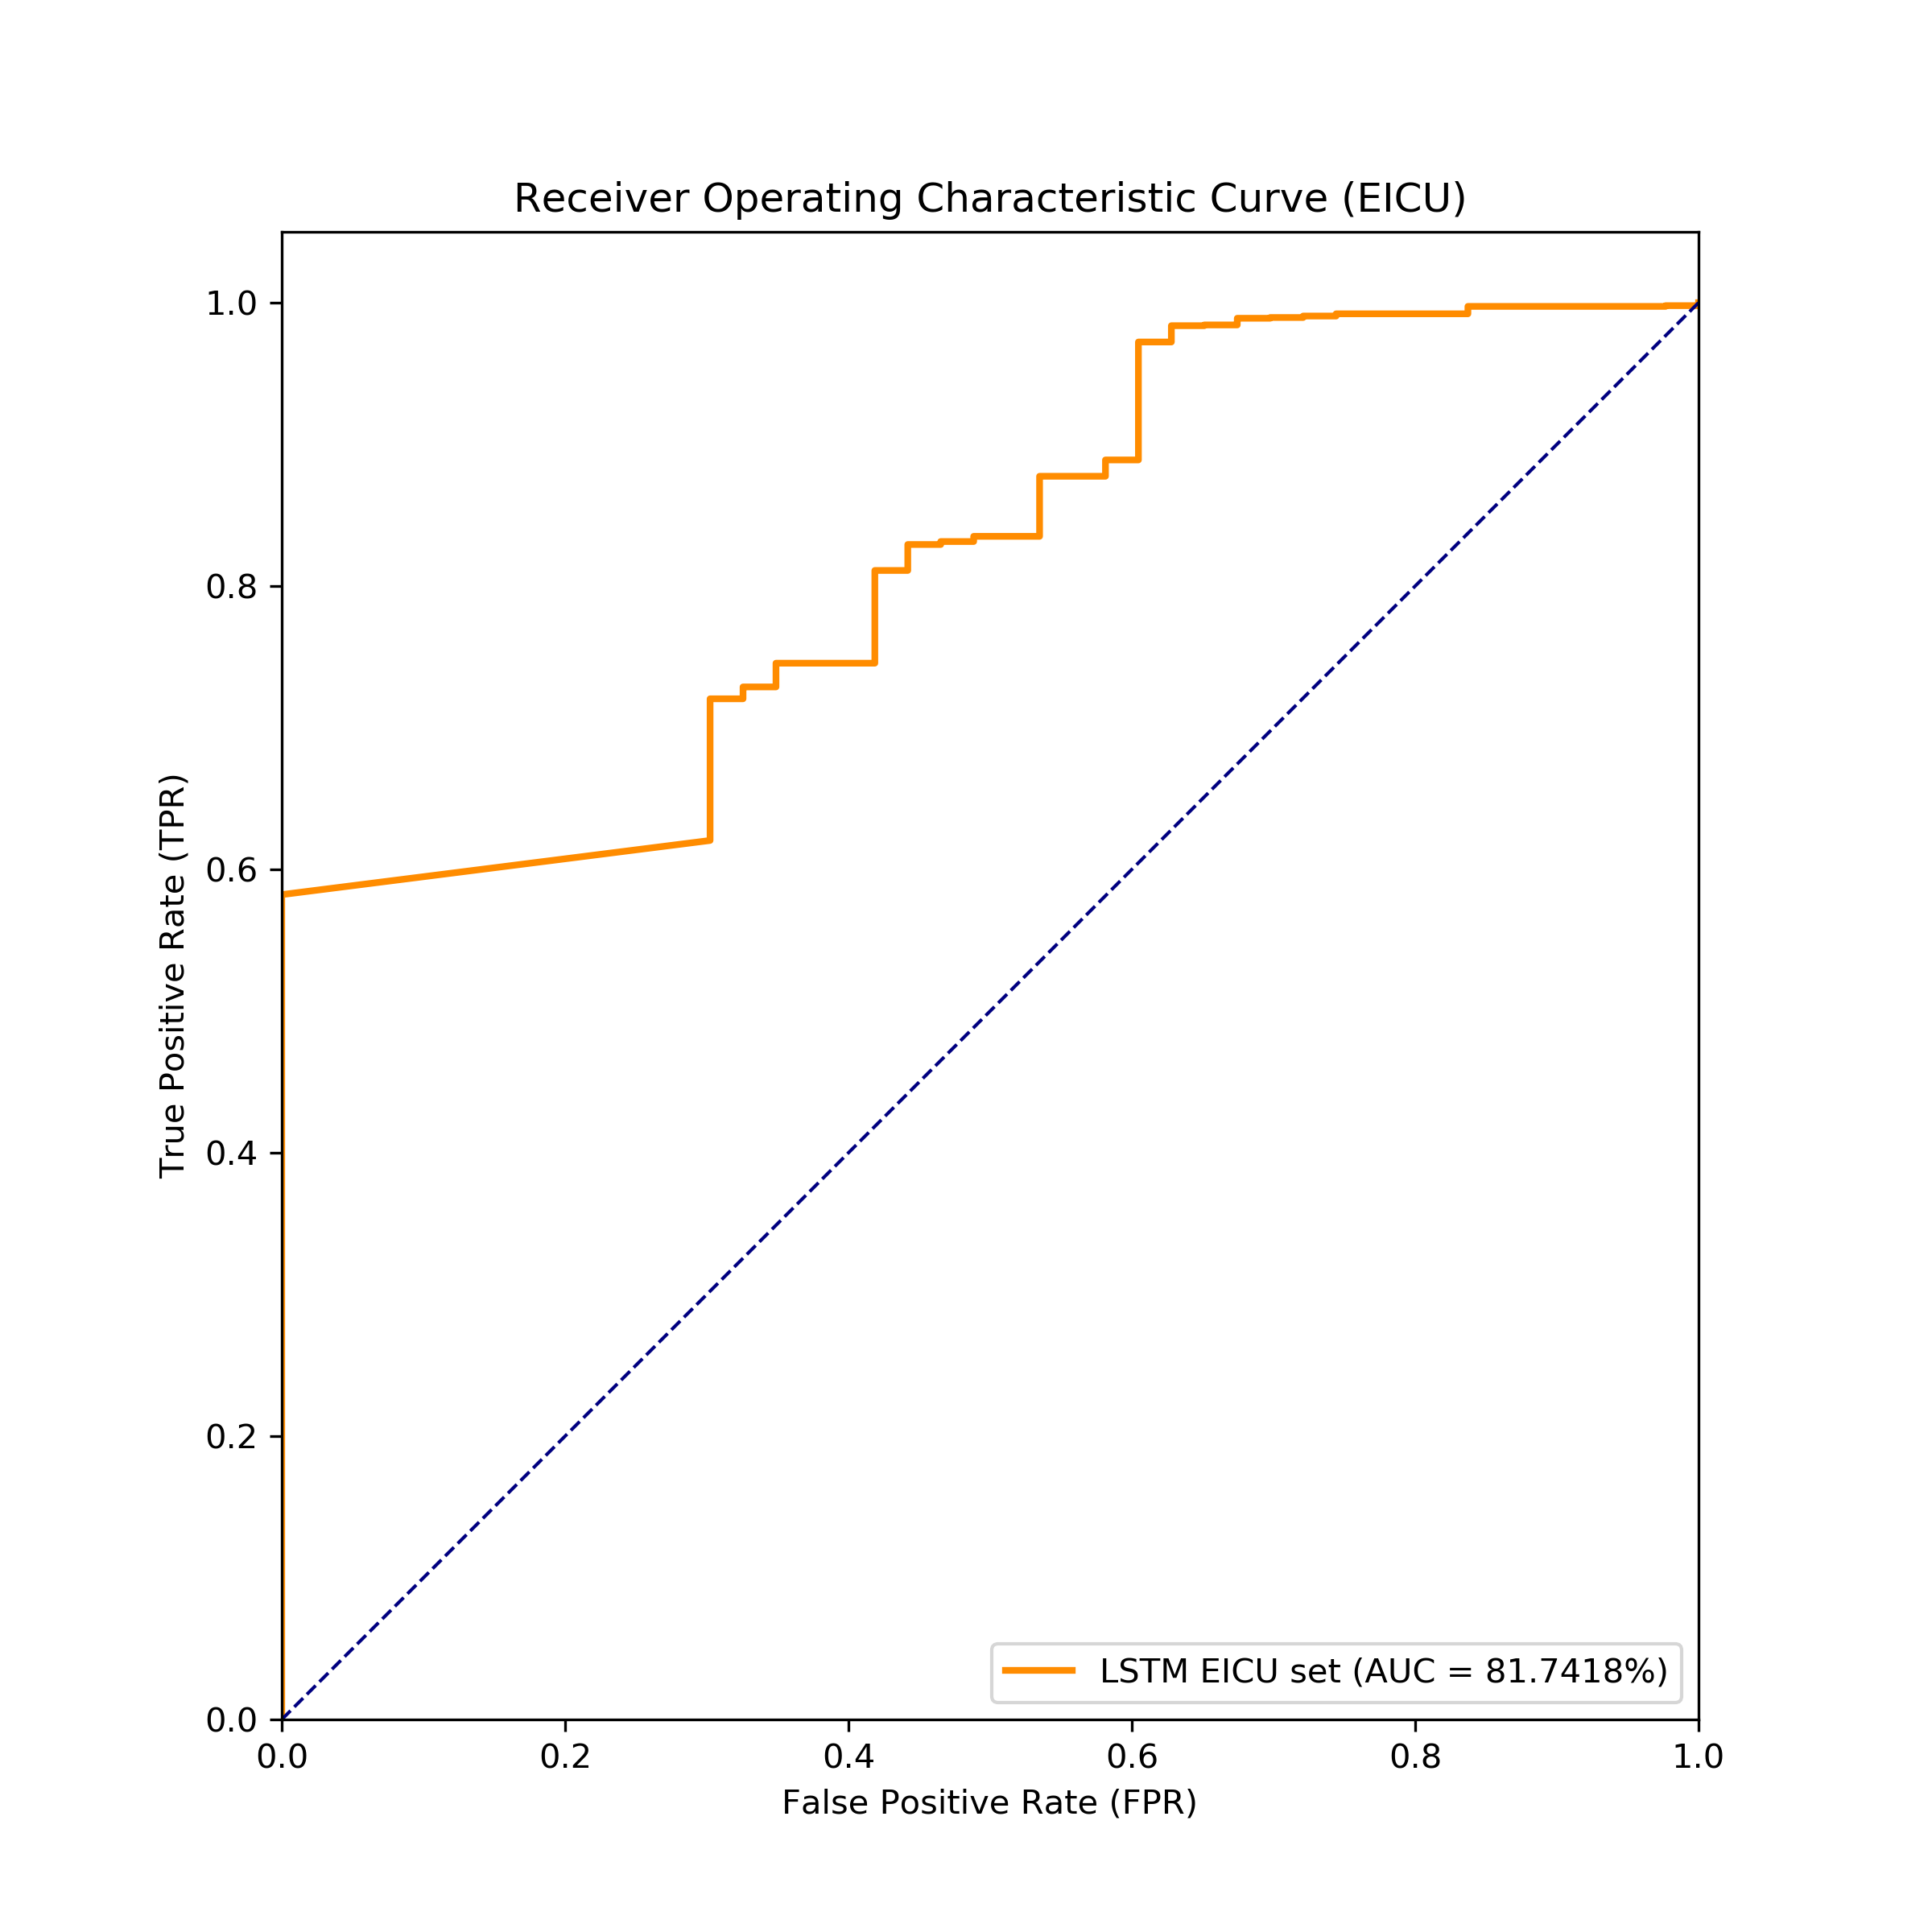 Receiver Operating Characteristic Curve (EICU)
True Positive Rate (TPR)
1.0
0.8
0.6
0.4
0.2
0.0
LSTM EICU set (AUC = 81.7418%)
0.0 0.2 0.4 0.6 0.8 1.0
False Positive Rate (FPR)